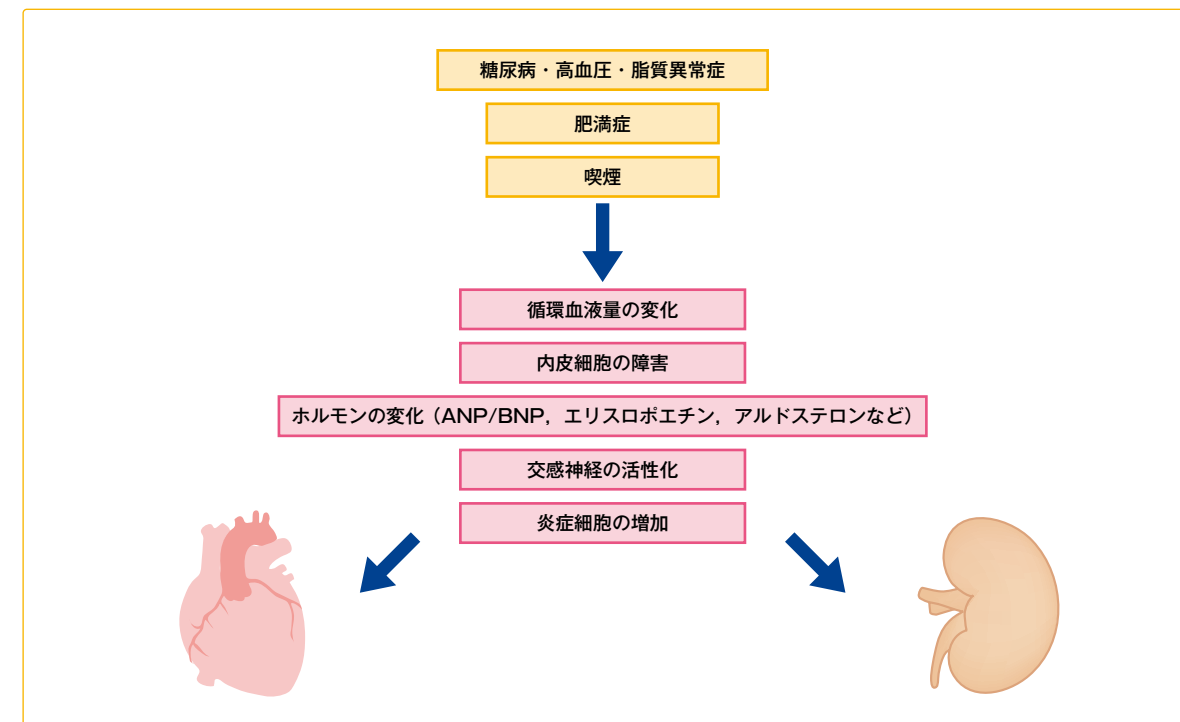 糖尿病・高血圧・脂質異常症
肥満症
喫煙
循環血液量の変化
内皮細胞の障害
ホルモンの変化（ANP/BNP，エリスロポエチン，アルドステロンなど）
交感神経の活性化
炎症細胞の増加